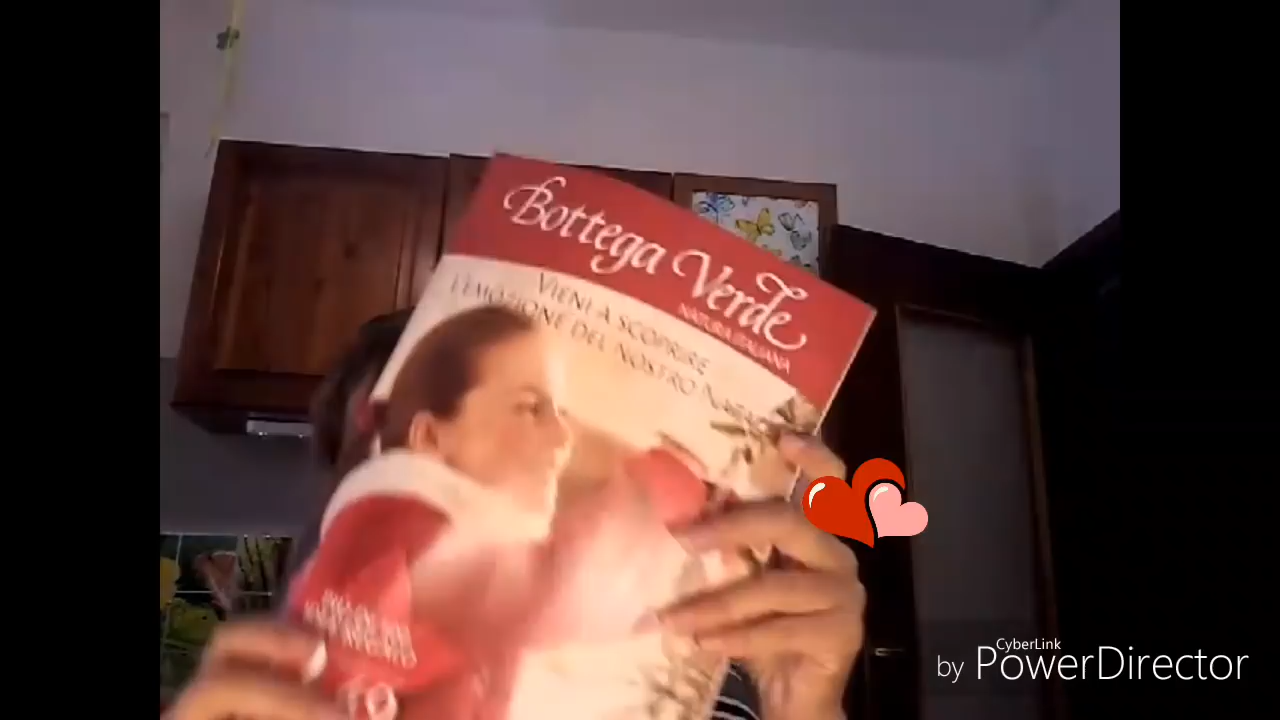 Bottega Verde
NATURA ITALIANA
VIENI A SCOPRIRE
L'EMOZIONE DEL NOSTRO
CyberLink
by PowerDirector